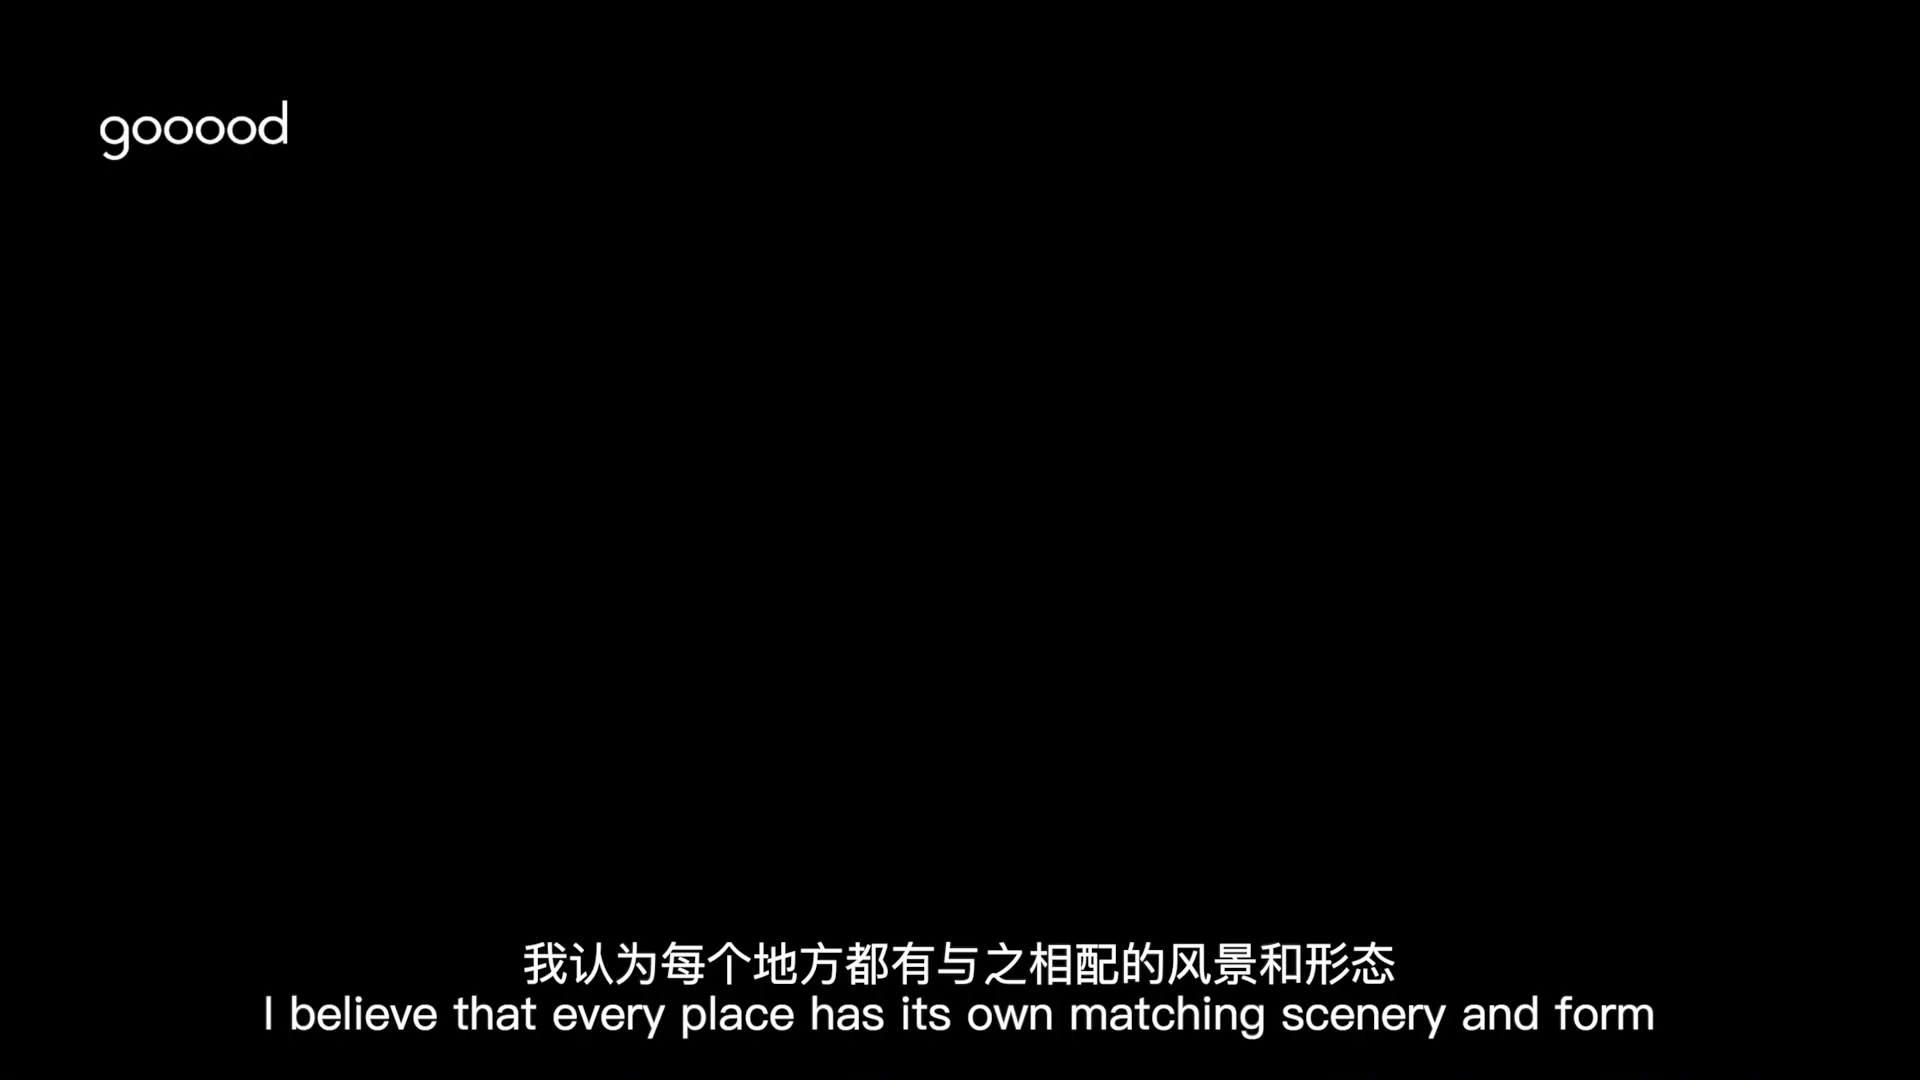 gooood
我认为每个地方都有与之相配的风景和形态
I believe that every place has its own matching scenery and form